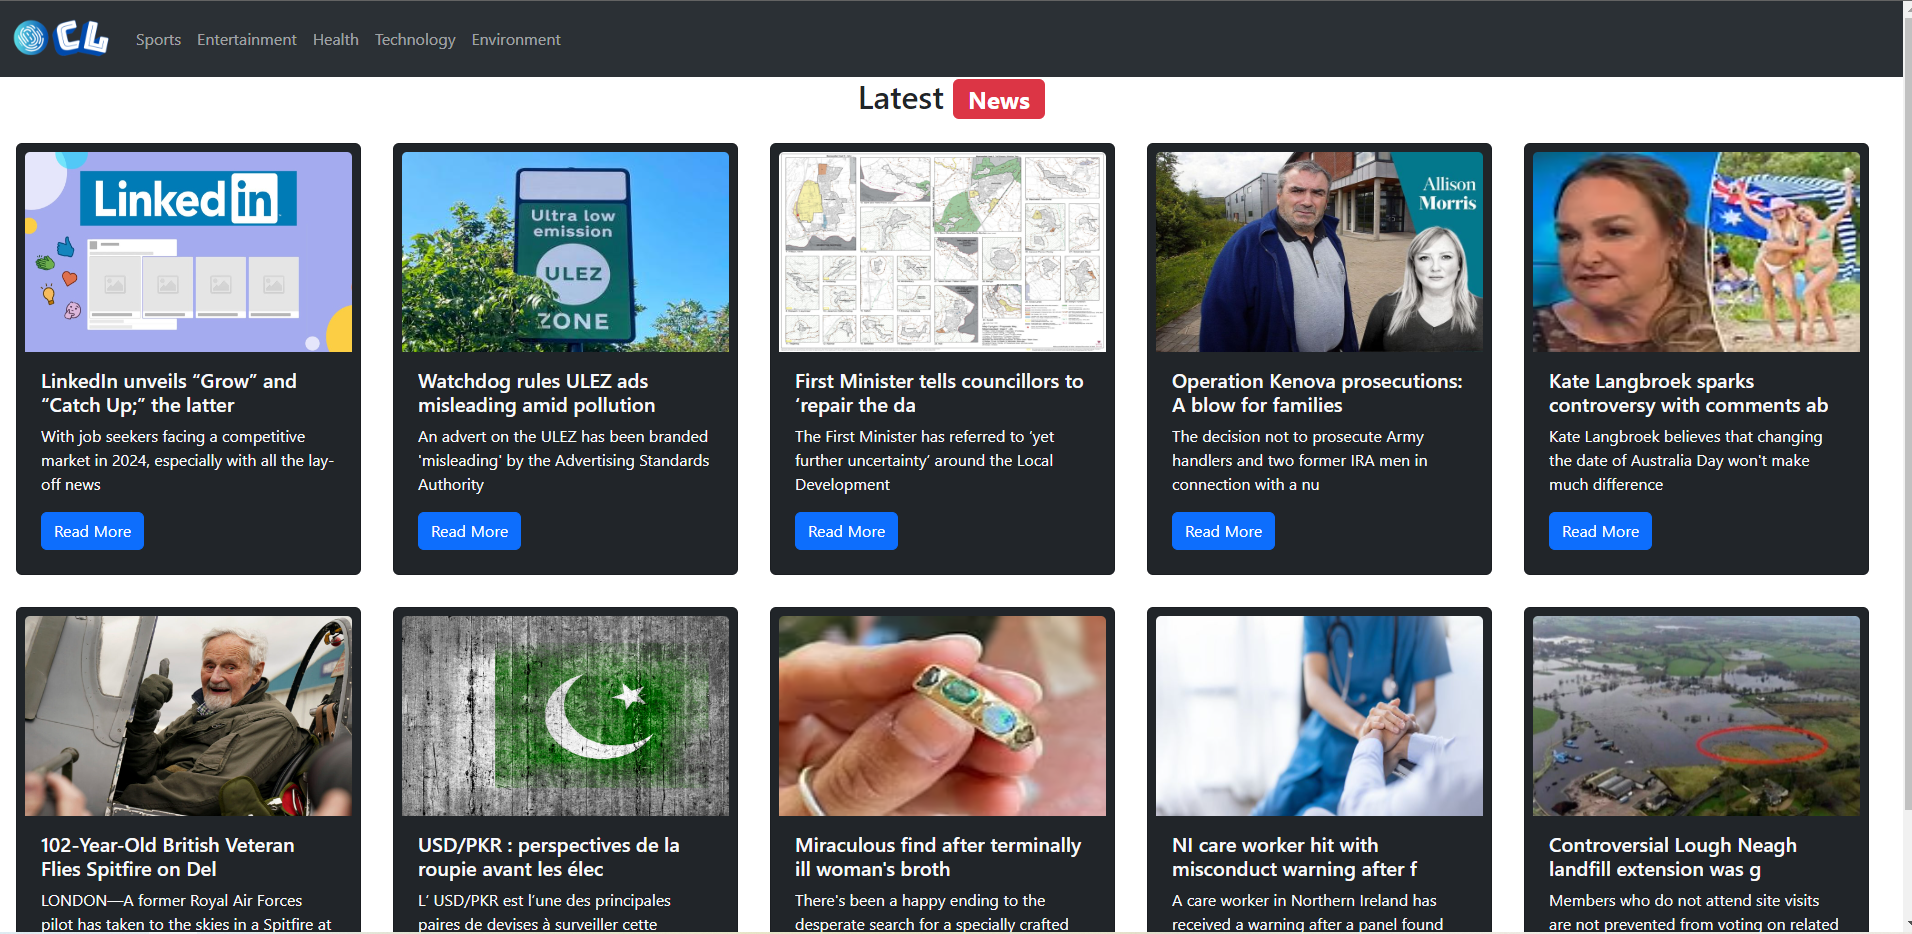 CL
Sports Entertainment Health Technology Environment
Latest News
LinkedIn
LinkedIn unveils “Grow” and
“Catch Up;” the latter
With job seekers facing a competitive
market in 2024, especially with all the lay-
off news
Read More
Ultra low
emission
ULEZ
ZONE
Watchdog rules ULEZ ads
misleading amid pollution
An advert on the ULEZ has been branded
'misleading' by the Advertising Standards
Authority
Read More
First Minister tells councillors to
‘repair the da
The First Minister has referred to ‘yet
further uncertainty’ around the Local
Development
Read More
Allison
Morris
Operation Kenova prosecutions:
A blow for families
The decision not to prosecute Army
handlers and two former IRA men in
connection with a nu
Read More
Kate Langbroek sparks
controversy with comments ab
Kate Langbroek believes that changing
the date of Australia Day won't make
much difference
Read More
102-Year-Old British Veteran
Flies Spitfire on Del
LONDON—A former Royal Air Forces
pilot has taken to the skies in a Spitfire at
USD/PKR : perspectives de la
roupie avant les élec
L’ USD/PKR est l’une des principales
paires de devises à surveiller cette
Miraculous find after terminally
ill woman's broth
There's been a happy ending to the
desperate search for a specially crafted
NI care worker hit with
misconduct warning after f
A care worker in Northern Ireland has
received a warning after a panel found
Controversial Lough Neagh
landfill extension was g
Members who do not attend site visits
are not prevented from voting on related